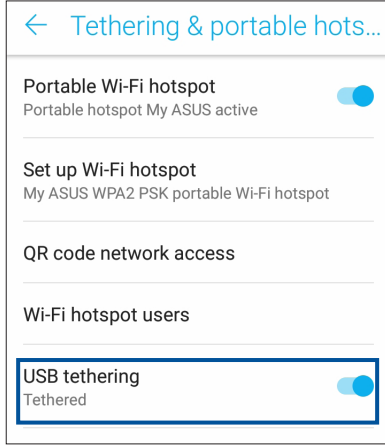 Tethering & portable hots...
Portable Wi-Fi hotspot
Portable hotspot My ASUS active
Set up Wi-Fi hotspot
My ASUS WPA2 PSK portable Wi-Fi hotspot
QR code network access
Wi-Fi hotspot users
USB tethering
Tethered